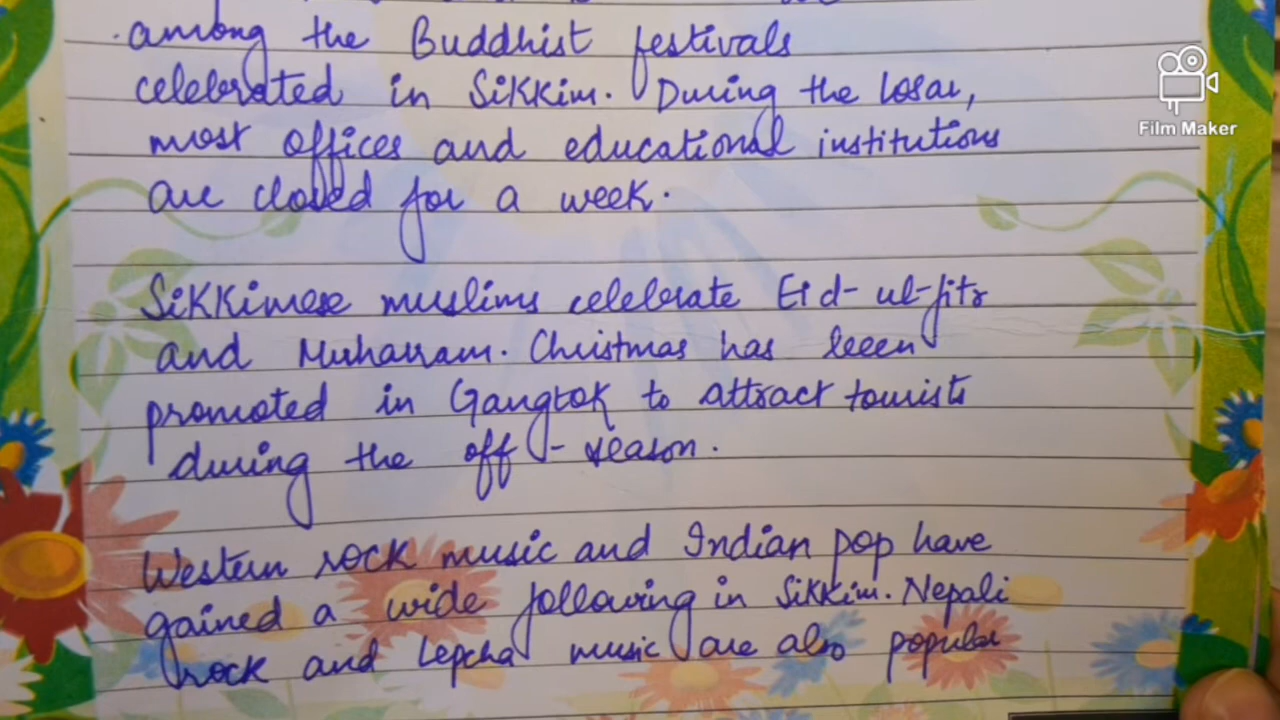 among the Buddhist festivals
celebrated in Sikkim. During the Losar,
most offices and educational institutions
are closed for a week.
Sikkimese muslims celebrate Eid-ul-fitr
and Muharram. Christmas has been
promoted in Gangtok to attract tourists
during the off-season.
Western rock music and Indian pop have
gained a wide following in Sikkim. Nepali
rock and Lepcha music are also popular
Film Maker